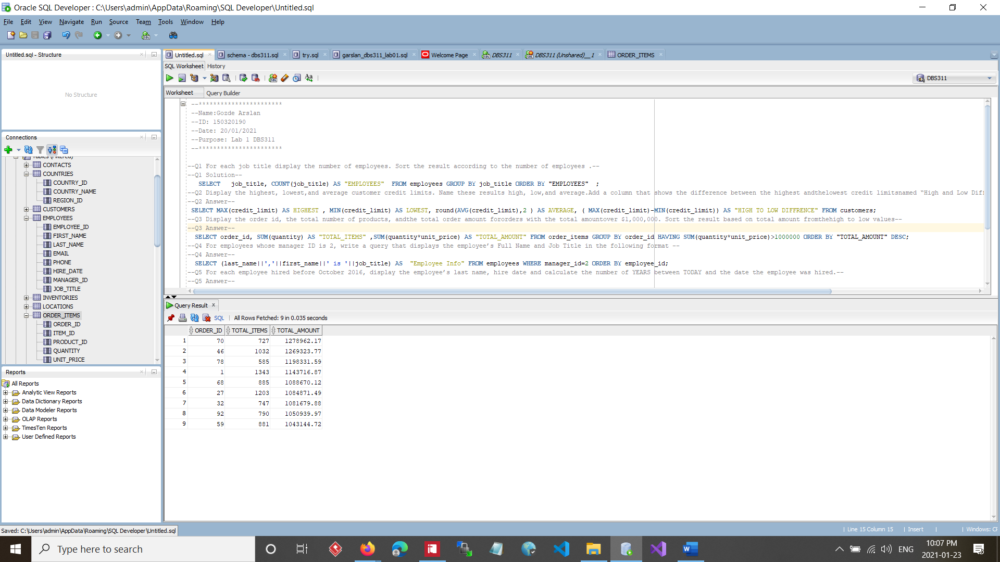 Oracle SQL Developer : C:\Users\admin\AppData\Roaming\SQL Developer\Untitled.sql
File Edit View Navigate Run Source Team Tools Window Help
Untitled.sql - Structure
No Structure
Connections
Tables (Filtered)
CONTACTS
COUNTRIES
COUNTRY_ID
COUNTRY_NAME
REGION_ID
CUSTOMERS
EMPLOYEES
EMPLOYEE_ID
FIRST_NAME
LAST_NAME
EMAIL
PHONE
HIRE_DATE
MANAGER_ID
JOB_TITLE
INVENTORIES
LOCATIONS
ORDER_ITEMS
ORDER_ID
ITEM_ID
PRODUCT_ID
QUANTITY
UNIT_PRICE
Reports
All Reports
Analytic View Reports
Data Dictionary Reports
Data Modeler Reports
OLAP Reports
TimesTen Reports
User Defined Reports
Untitled.sql schema - dbs311.sql try.sql garslan_dbs311_lab01.sql Welcome Page DBS311 DBS311 (Unshared)__1 ORDER_ITEMS
SQL Worksheet History
DBS311
Worksheet Query Builder
--***********************
--Name:Gozde Arslan
--ID: 150320190
--Date: 20/01/2021
--Purpose: Lab 1 DBS311
--***********************
--Q1 For each job title display the number of employees. Sort the result according to the number of employees .--
--Q1 Solution--
SELECT job_title, COUNT(job_title) AS "EMPLOYEES" FROM employees GROUP BY job_title ORDER BY "EMPLOYEES" ;
--Q2 Display the highest, lowest,and average customer credit limits. Name these results high, low,and average.Add a column that shows the difference between the highest andthelowest credit limitsnamed “High and Low Dif
--Q2 Answer--
SELECT MAX(credit_limit) AS HIGHEST , MIN(credit_limit) AS LOWEST, round(AVG(credit_limit),2 ) AS AVERAGE, ( MAX(credit_limit)-MIN(credit_limit)) AS "HIGH TO LOW DIFFRENCE" FROM customers;
--Q3 Display the order id, the total number of products, andthe total order amount fororders with the total amountover $1,000,000. Sort the result based on total amount fromthehigh to low values--
--Q3 Answer--
SELECT order_id, SUM(quantity) AS "TOTAL_ITEMS" ,SUM(quantity*unit_price) AS "TOTAL_AMOUNT" FROM order_items GROUP BY order_id HAVING SUM(quantity*unit_price)>1000000 ORDER BY "TOTAL_AMOUNT" DESC;
--Q4 For employees whose manager ID is 2, write a query that displays the employee’s Full Name and Job Title in the following format --
--Q4 Answer--
SELECT (last_name||','||first_name||' is '||job_title) AS "Employee Info" FROM employees WHERE manager_id=2 ORDER BY employee_id;
--Q5 For each employee hired before October 2016, display the employee’s last name, hire date and calculate the number of YEARS between TODAY and the date the employee was hired.--
--Q5 Answer--
Query Result
SQL All Rows Fetched: 9 in 0.035 seconds
ORDER_ID TOTAL_ITEMS TOTAL_AMOUNT
1 70 727 1278962.17
2 46 1032 1269323.77
3 78 585 1198331.59
4 1 1343 1143716.87
5 68 885 1088670.12
6 27 1203 1084871.49
7 32 747 1081679.88
8 92 790 1050939.97
9 59 881 1043144.72
Saved: C:\Users\admin\AppData\Roaming\SQL Developer\Untitled.sql
Line 15 Column 15 Insert Windows: CF
Type here to search
ENG
10:07 PM
2021-01-23